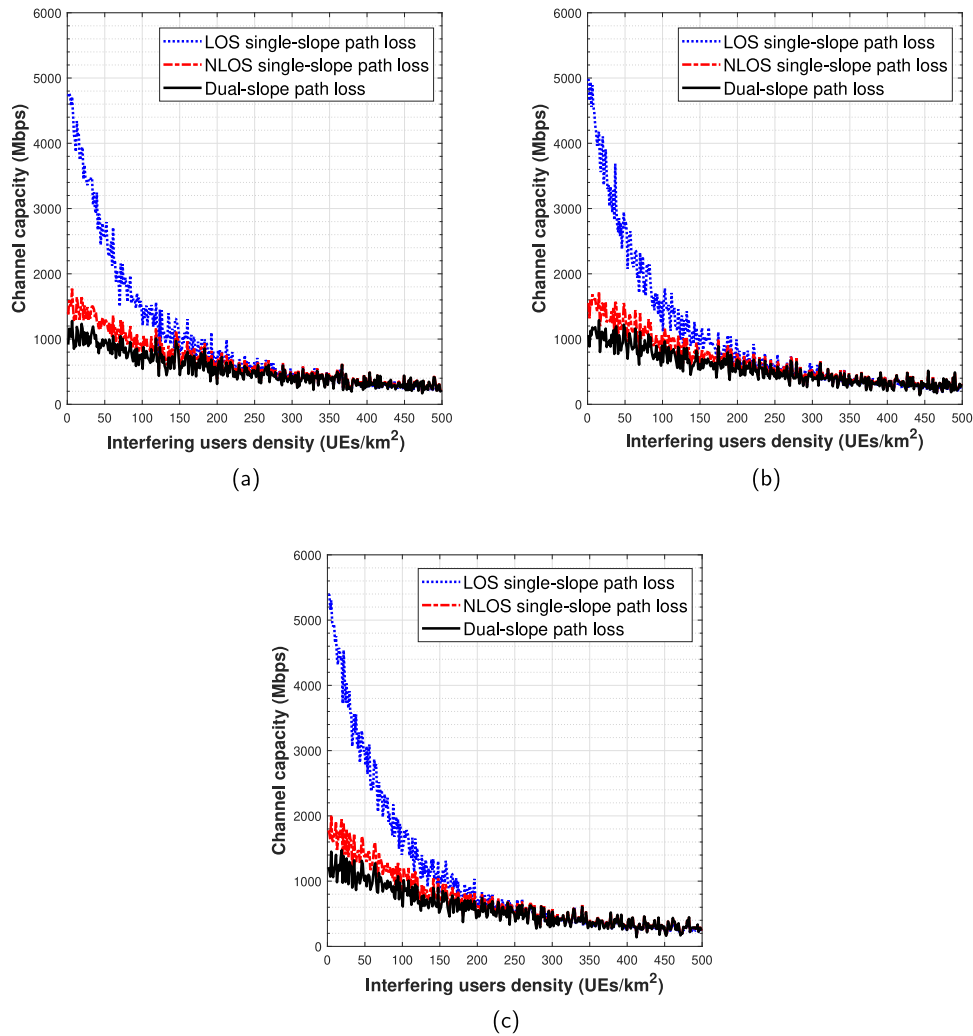 6000
5000
4000
3000
2000
1000
0
Channel capacity (Mbps)
LOS single-slope path loss
NLOS single-slope path loss
Dual-slope path loss
0 50 100 150 200 250 300 350 400 450 500
Interfering users density (UEs/km²)
(a)
6000
5000
4000
3000
2000
1000
0
Channel capacity (Mbps)
LOS single-slope path loss
NLOS single-slope path loss
Dual-slope path loss
0 50 100 150 200 250 300 350 400 450 500
Interfering users density (UEs/km²)
(b)
6000
5000
4000
3000
2000
1000
0
Channel capacity (Mbps)
LOS single-slope path loss
NLOS single-slope path loss
Dual-slope path loss
0 50 100 150 200 250 300 350 400 450 500
Interfering users density (UEs/km²)
(c)